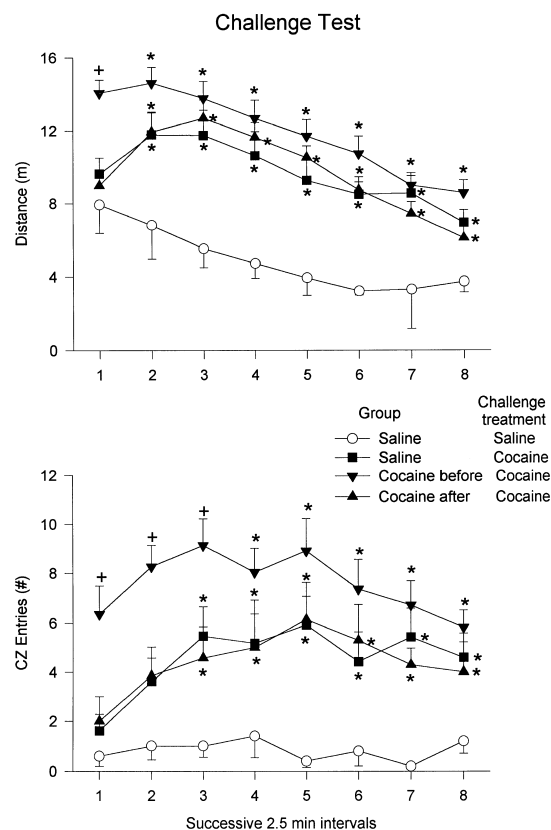 Challenge Test
16
12
8
4
0
Distance (m)
+ * * * * * * *
* * * * * *
* * * * * * *
1 2 3 4 5 6 7 8
Group Challenge treatment
Saline Saline
Saline Cocaine
Cocaine before Cocaine
Cocaine after Cocaine
12
10
8
6
4
2
0
CZ Entries (#)
+ + + * * * * *
* * * * * *
* * * * * *
1 2 3 4 5 6 7 8
Successive 2.5 min intervals